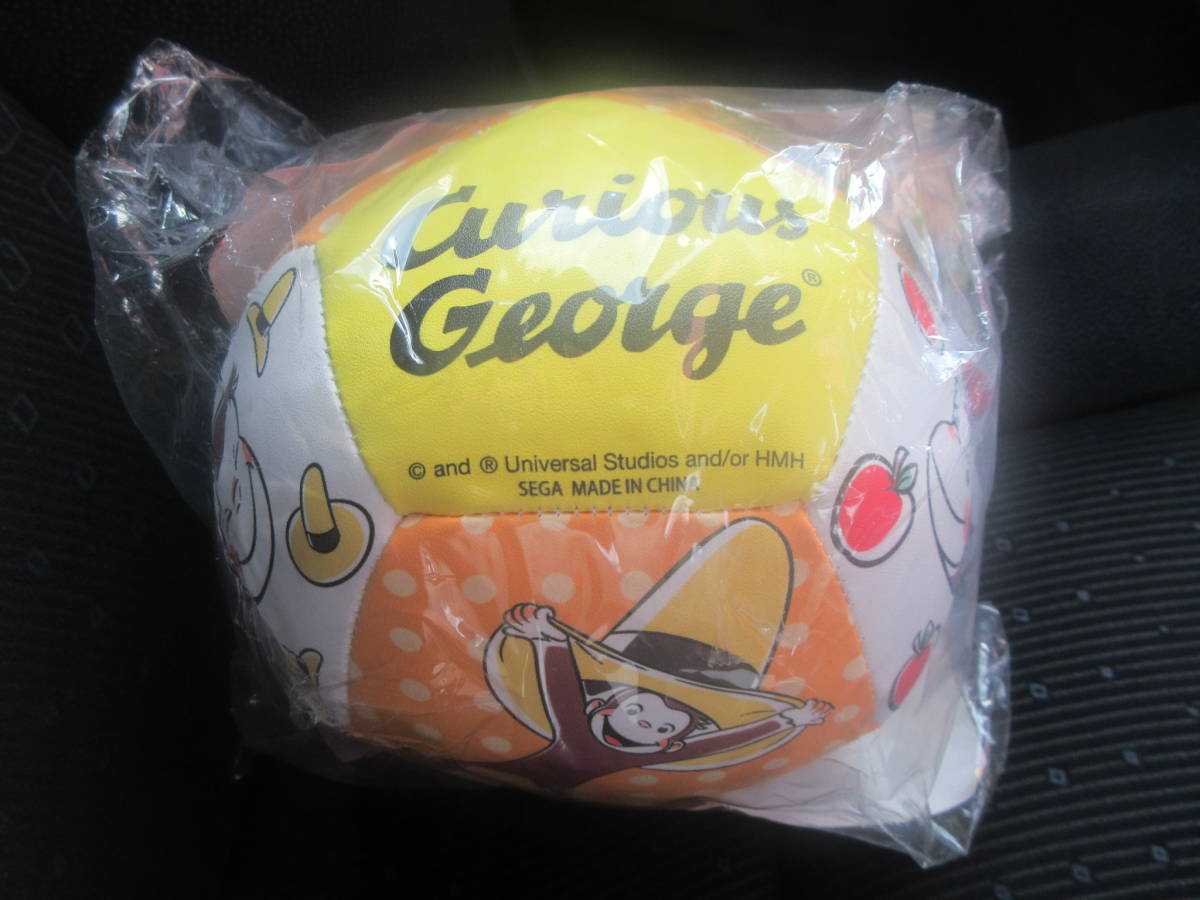 Curious
George®
© and ® Universal Studios and/or HMH
SEGA MADE IN CHINA